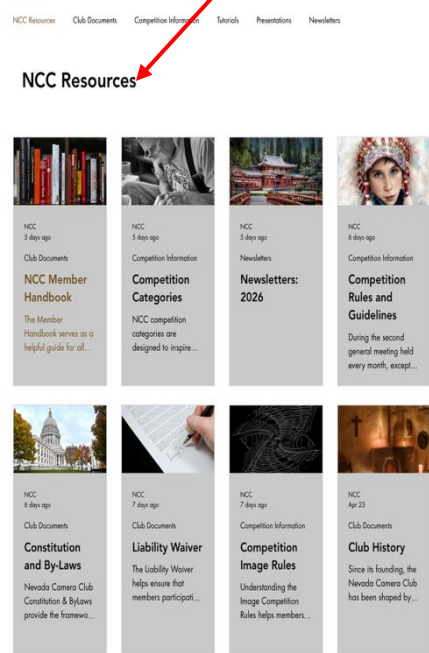 NCC Resources Club Documents Competition Information Tutorials Presentations Newsletters
NCC Resources
NCC
5 days ago
Club Documents
NCC Member
Handbook
The Member
Handbook serves as a
helpful guide for all...
NCC
5 days ago
Competition Information
Competition
Categories
NCC competition
categories are
designed to inspire...
NCC
5 days ago
Newsletters
Newsletters:
2026
NCC
6 days ago
Competition Information
Competition
Rules and
Guidelines
During the second
general meeting held
every month, except...
NCC
6 days ago
Club Documents
Constitution
and By-Laws
Nevada Camera Club
Constitution & ByLaws
provide the framewo...
NCC
7 days ago
Club Documents
Liability Waiver
The Liability Waiver
helps ensure that
members participati...
NCC
7 days ago
Competition Information
Competition
Image Rules
Understanding the
Image Competition
Rules helps members...
NCC
Apr 23
Club Documents
Club History
Since its founding, the
Nevada Camera Club
has been shaped by...